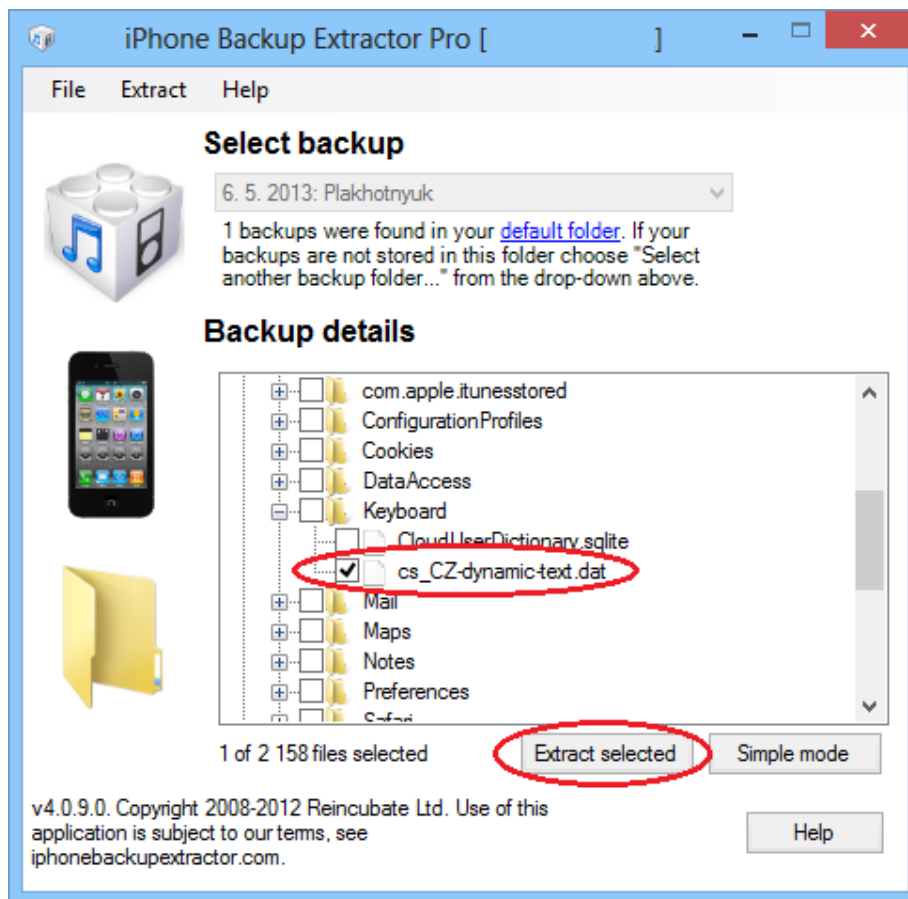 iPhone Backup Extractor Pro [ ]
File Extract Help
Select backup
6. 5. 2013: Plakhotnyuk
1 backups were found in your default folder. If your
backups are not stored in this folder choose "Select
another backup folder..." from the drop-down above.
Backup details
com.apple.itunesstored
ConfigurationProfiles
Cookies
DataAccess
Keyboard
CloudUserDictionary.sqlite
cs_CZ-dynamic-text.dat
Mail
Maps
Notes
Preferences
Safari
1 of 2 158 files selected
Extract selected
Simple mode
v4.0.9.0. Copyright 2008-2012 Reincubate Ltd. Use of this
application is subject to our terms, see
iphonebackupextractor.com.
Help